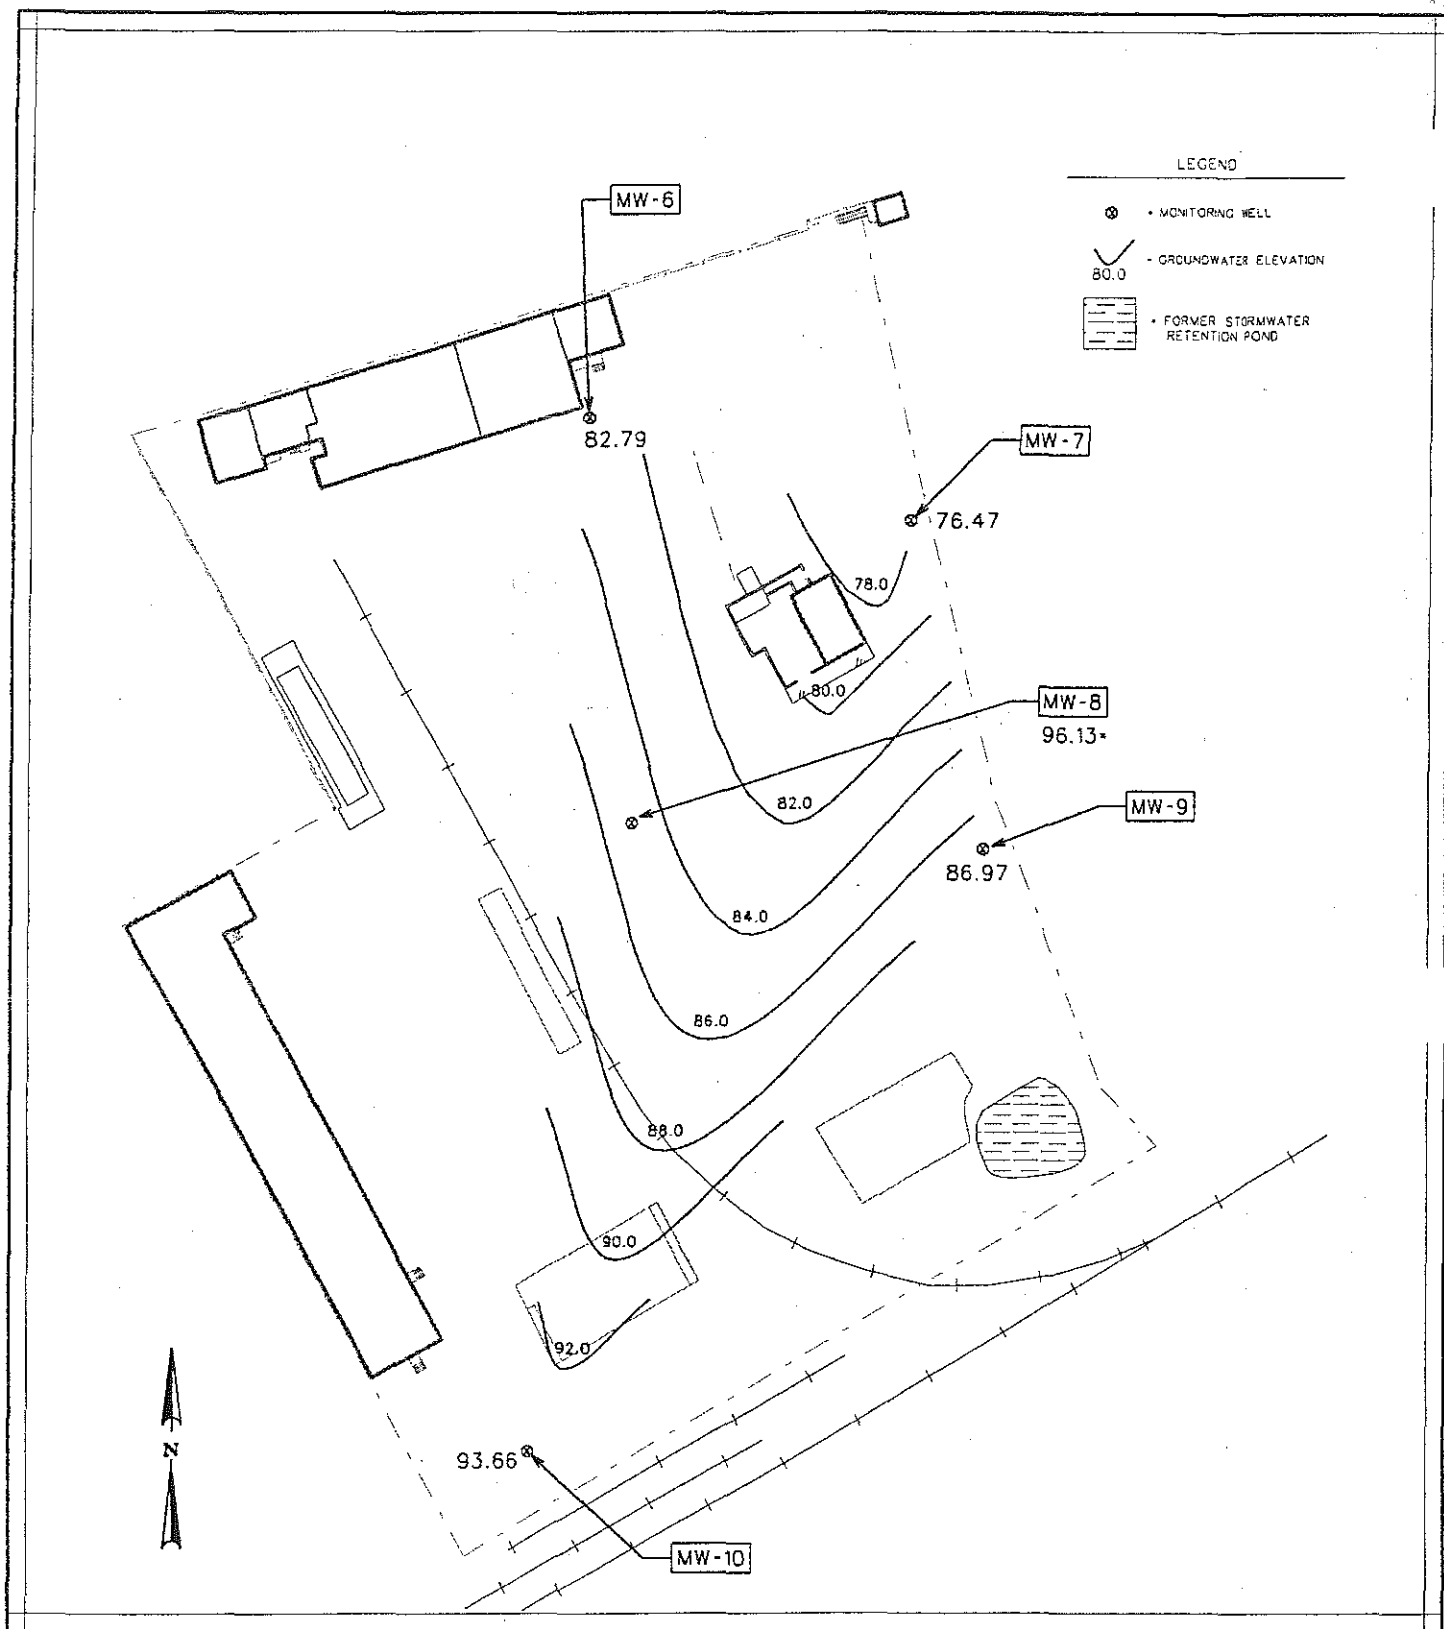 LEGEND
MW-6
• MONITORING WELL
- GROUNDWATER ELEVATION
80.0
• FORMER STORMWATER
RETENTION POND
82.79
MW-7
76.47
78.0
80.0
MW-8
96.13*
82.0
MW-9
86.97
84.0
86.0
88.0
90.0
92.0
N
93.66
MW-10